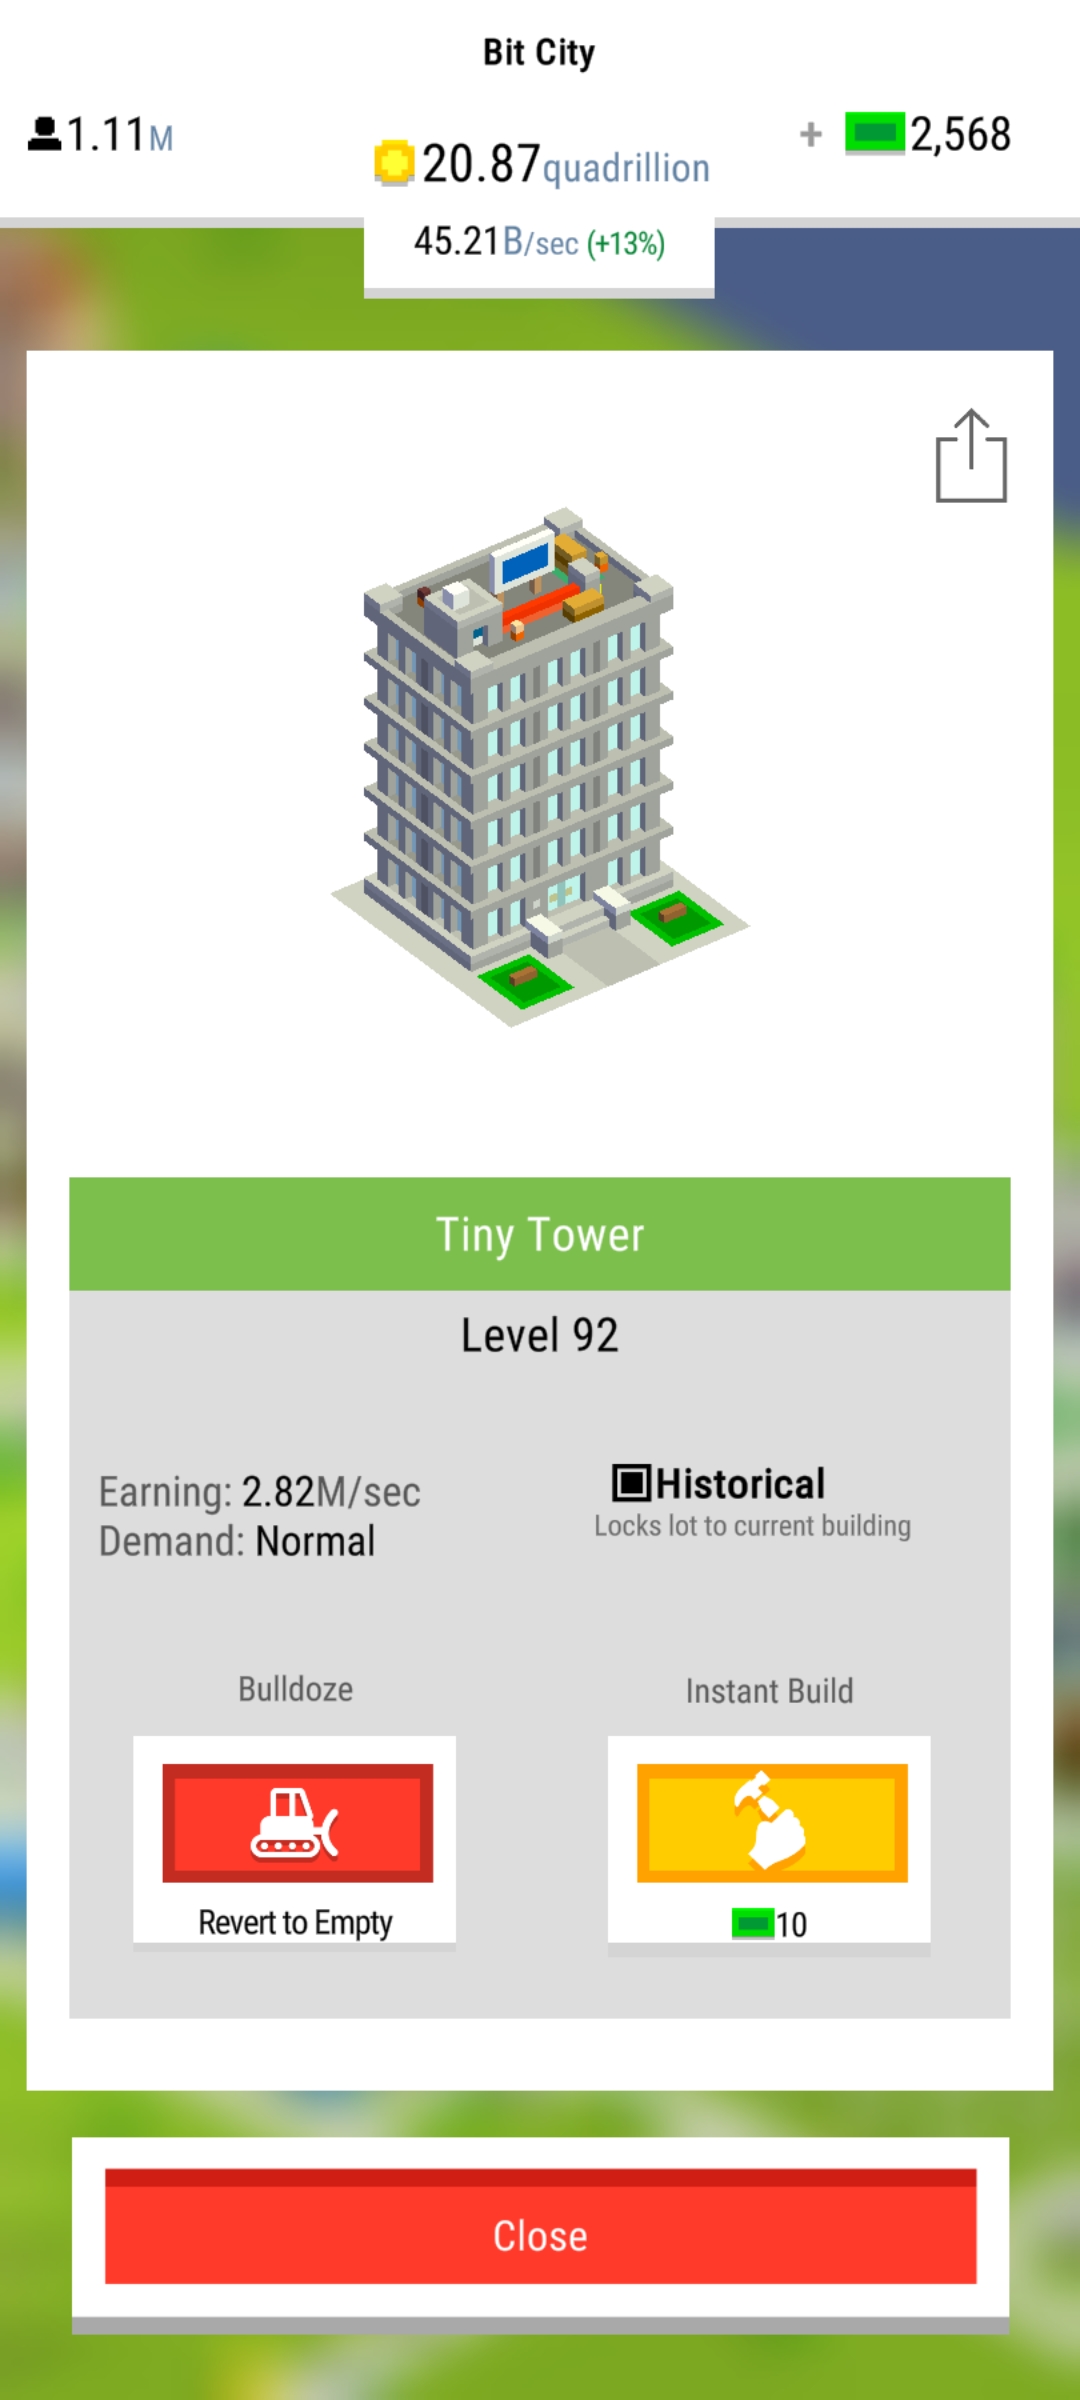 Bit City
1.11M
+ 2,568
20.87quadrillion
45.21B/sec (+13%)
Tiny Tower
Level 92
Earning: 2.82M/sec
Demand: Normal
Historical
Locks lot to current building
Bulldoze
Revert to Empty
Instant Build
10
Close